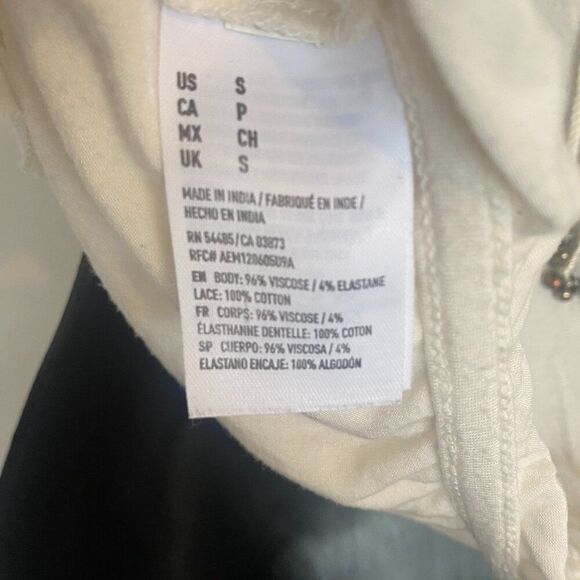 US S
CA P
MX CH
UK S
MADE IN INDIA / FABRIQUÉ EN INDE /
HECHO EN INDIA
RN 54485/CA 03873
RFC# AEM120605U9A
EN BODY: 96% VISCOSE / 4% ELASTANE
LACE: 100% COTTON
FR CORPS: 96% VISCOSE / 4%
ÉLASTHANNE DENTELLE: 100% COTON
SP CUERPO: 96% VISCOSA / 4%
ELASTANO ENCAJE: 100% ALGODÓN